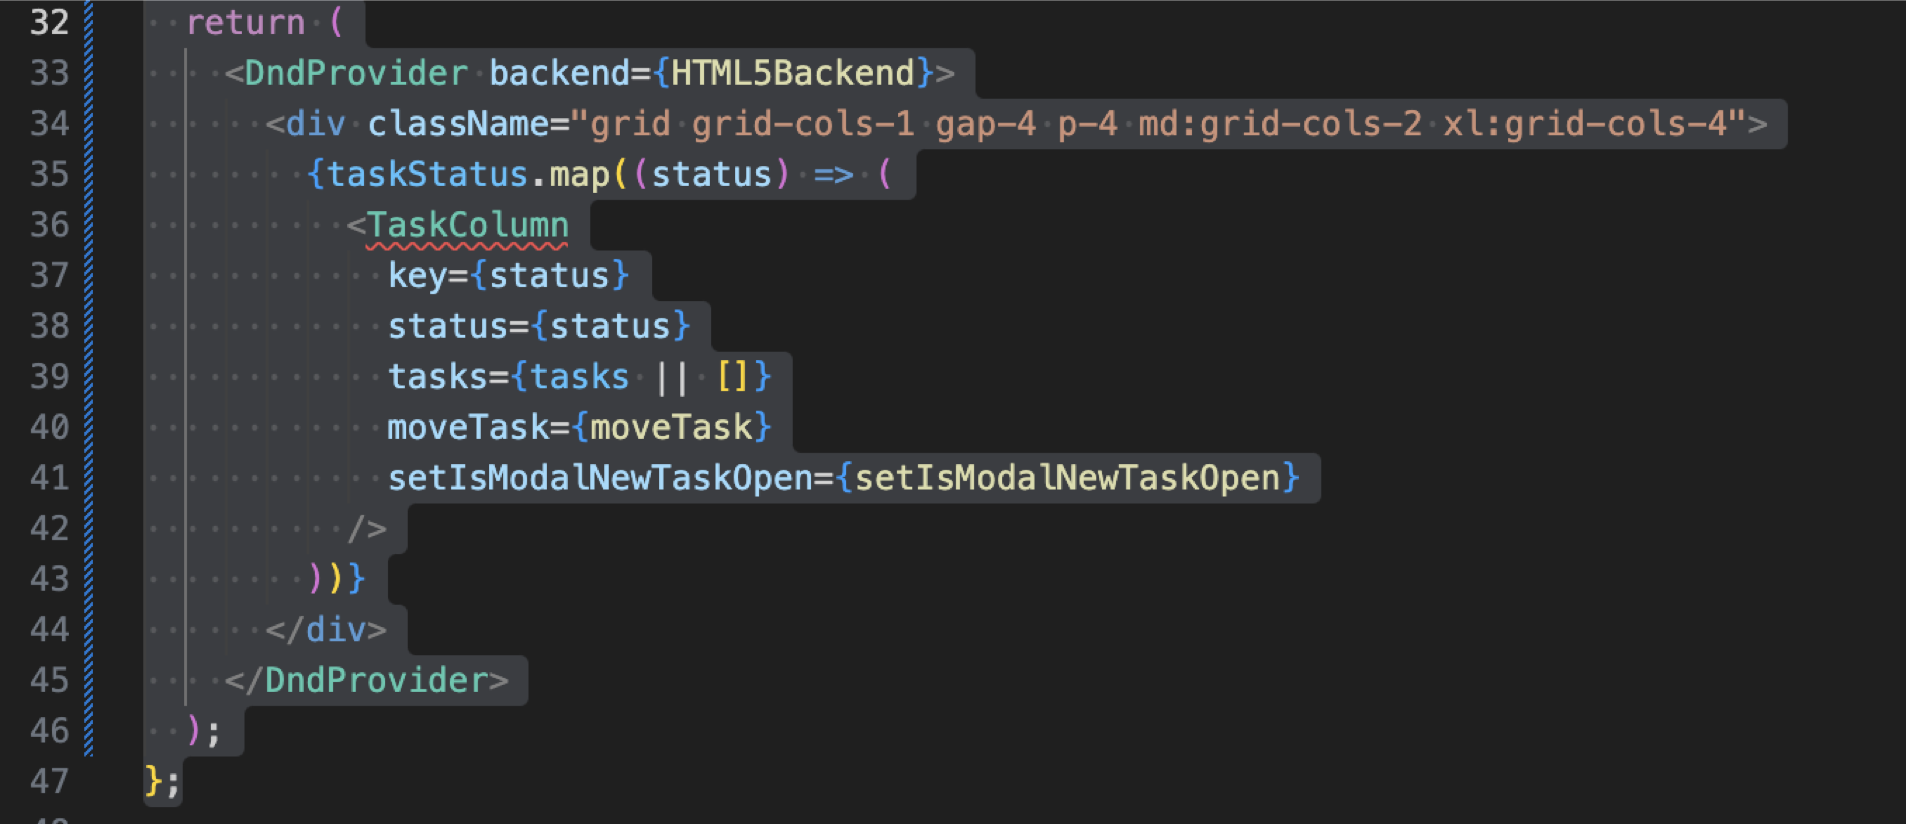 32 return (
33 <DndProvider backend={HTML5Backend}>
34 <div className="grid grid-cols-1 gap-4 p-4 md:grid-cols-2 xl:grid-cols-4">
35 {taskStatus.map((status) => (
36 <TaskColumn
37 key={status}
38 status={status}
39 tasks={tasks || []}
40 moveTask={moveTask}
41 setIsModalNewTaskOpen={setIsModalNewTaskOpen}
42 />
43 ))}
44 </div>
45 </DndProvider>
46 );
47 };